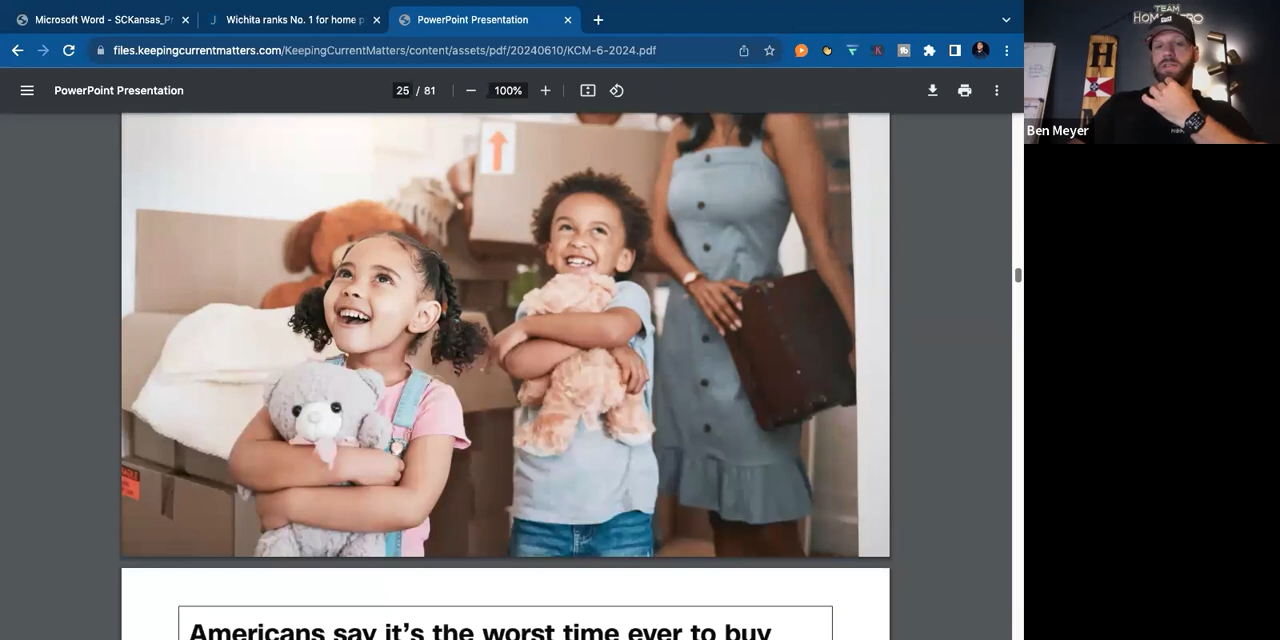 Microsoft Word - SCKansas_Pr
Wichita ranks No. 1 for home p
PowerPoint Presentation
files.keepingcurrentmatters.com/KeepingCurrentMatters/content/assets/pdf/20240610/KCM-6-2024.pdf
PowerPoint Presentation
25 / 81
100%
Americans say it's the worst time ever to buy
TEAM
Ben Meyer
H